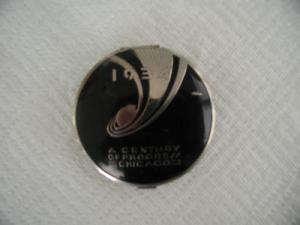 1934
A CENTURY
OF PROGRESS
CHICAGO